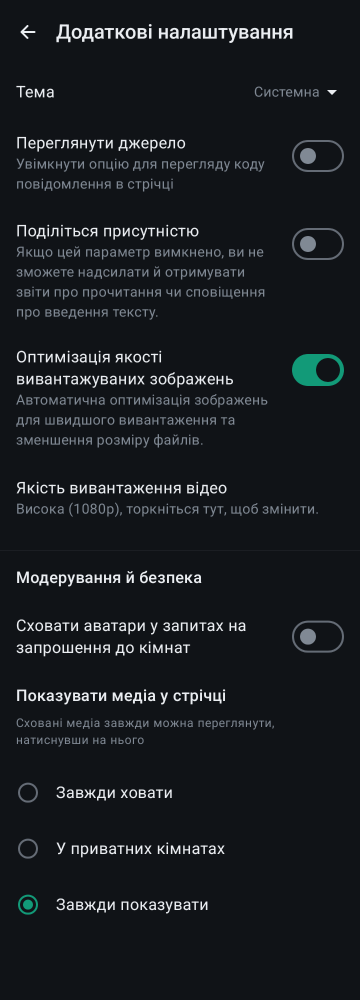 Додаткові налаштування
Тема
Системна
Переглянути джерело
Увімкнути опцію для перегляду коду
повідомлення в стрічці
Поділіться присутністю
Якщо цей параметр вимкнено, ви не
зможете надсилати й отримувати
звіти про прочитання чи сповіщення
про введення тексту.
Оптимізація якості
вивантажуваних зображень
Автоматична оптимізація зображень
для швидшого вивантаження та
зменшення розміру файлів.
Якість вивантаження відео
Висока (1080p), торкніться тут, щоб змінити.
Модерування й безпека
Сховати аватари у запитах на
запрошення до кімнат
Показувати медіа у стрічці
Сховані медіа завжди можна переглянути,
натиснувши на нього
Завжди ховати
У приватних кімнатах
Завжди показувати